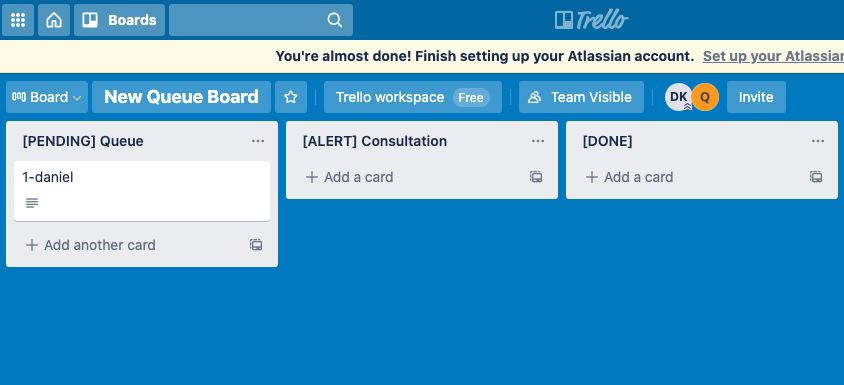 Boards
Trello
You're almost done! Finish setting up your Atlassian account. Set up your Atlassian
Board New Queue Board Trello workspace Free Team Visible DK Q Invite
[PENDING] Queue
1-daniel
+ Add another card
[ALERT] Consultation
+ Add a card
[DONE]
+ Add a card